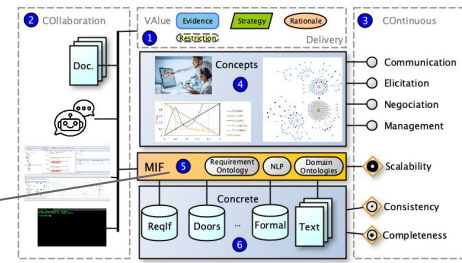 2 COllaboration
VAlue
Evidence
Strategy
Rationale
1
Restriction
Delivery
3 COntinuous
Doc.
Concepts
4
Communication
Elicitation
Negociation
Management
MIF
5
Requirement
Ontology
NLP
Domain
Ontologies
Scalability
Concrete
ReqIf
Doors
...
Formal
Text
6
Consistency
Completeness